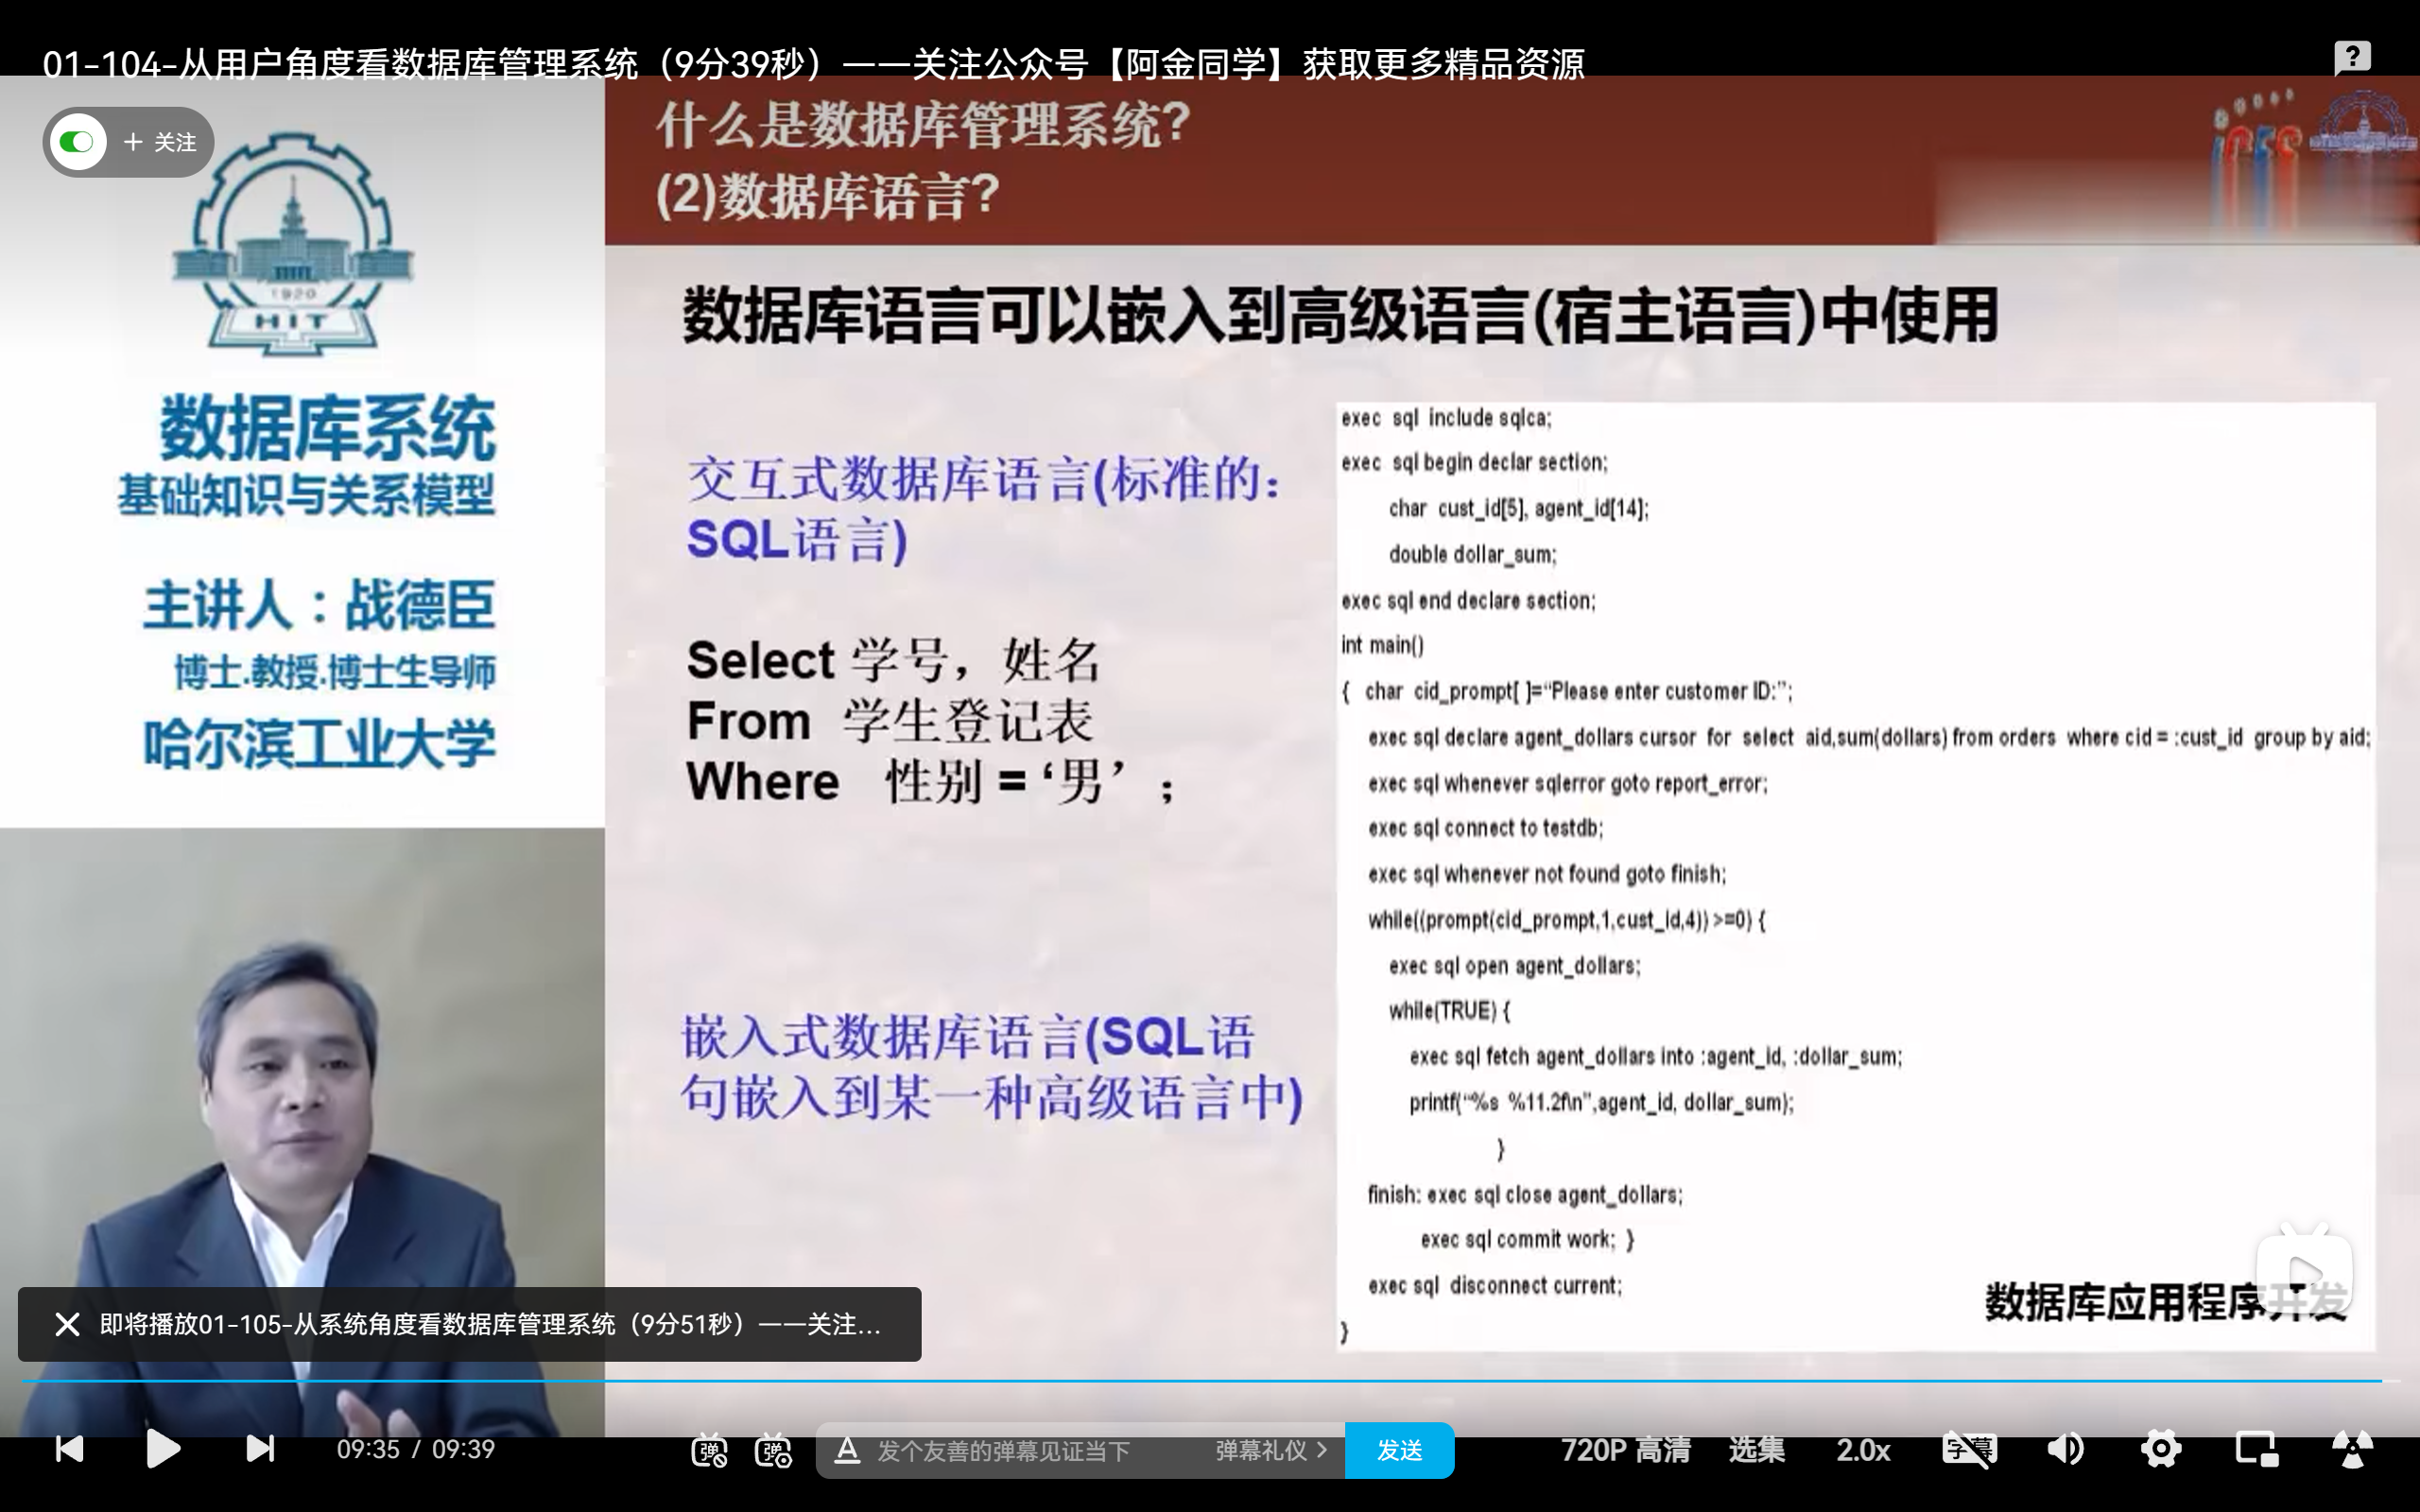 01-104-从用户角度看数据库管理系统（9分39秒）——关注公众号【阿金同学】获取更多精品资源
+ 关注
1920
HIT
数据库系统
基础知识与关系模型
主讲人：战德臣
博士.教授.博士生导师
哈尔滨工业大学
什么是数据库管理系统?
(2)数据库语言?
数据库语言可以嵌入到高级语言(宿主语言)中使用
交互式数据库语言(标准的:
SQL语言)
Select 学号，姓名
From 学生登记表
Where 性别 = ‘男’ ；
嵌入式数据库语言(SQL语
句嵌入到某一种高级语言中)
exec sql include sqlca;
exec sql begin declar section;
char cust_id[5], agent_id[14];
double dollar_sum;
exec sql end declare section;
int main()
{ char cid_prompt[ ]=“Please enter customer ID:”;
exec sql declare agent_dollars cursor for select aid,sum(dollars) from orders where cid = :cust_id group by aid;
exec sql whenever sqlerror goto report_error;
exec sql connect to testdb;
exec sql whenever not found goto finish;
while((prompt(cid_prompt,1,cust_id,4)) >=0) {
exec sql open agent_dollars;
while(TRUE) {
exec sql fetch agent_dollars into :agent_id, :dollar_sum;
printf(“%s %11.2f\n”,agent_id, dollar_sum);
}
finish: exec sql close agent_dollars;
exec sql commit work; }
exec sql disconnect current;
}
数据库应用程序开发
即将播放01-105-从系统角度看数据库管理系统（9分51秒）——关注...
09:35 / 09:39
弹
弹
A 发个友善的弹幕见证当下
弹幕礼仪 >
发送
720P 高清
选集
2.0x
字幕